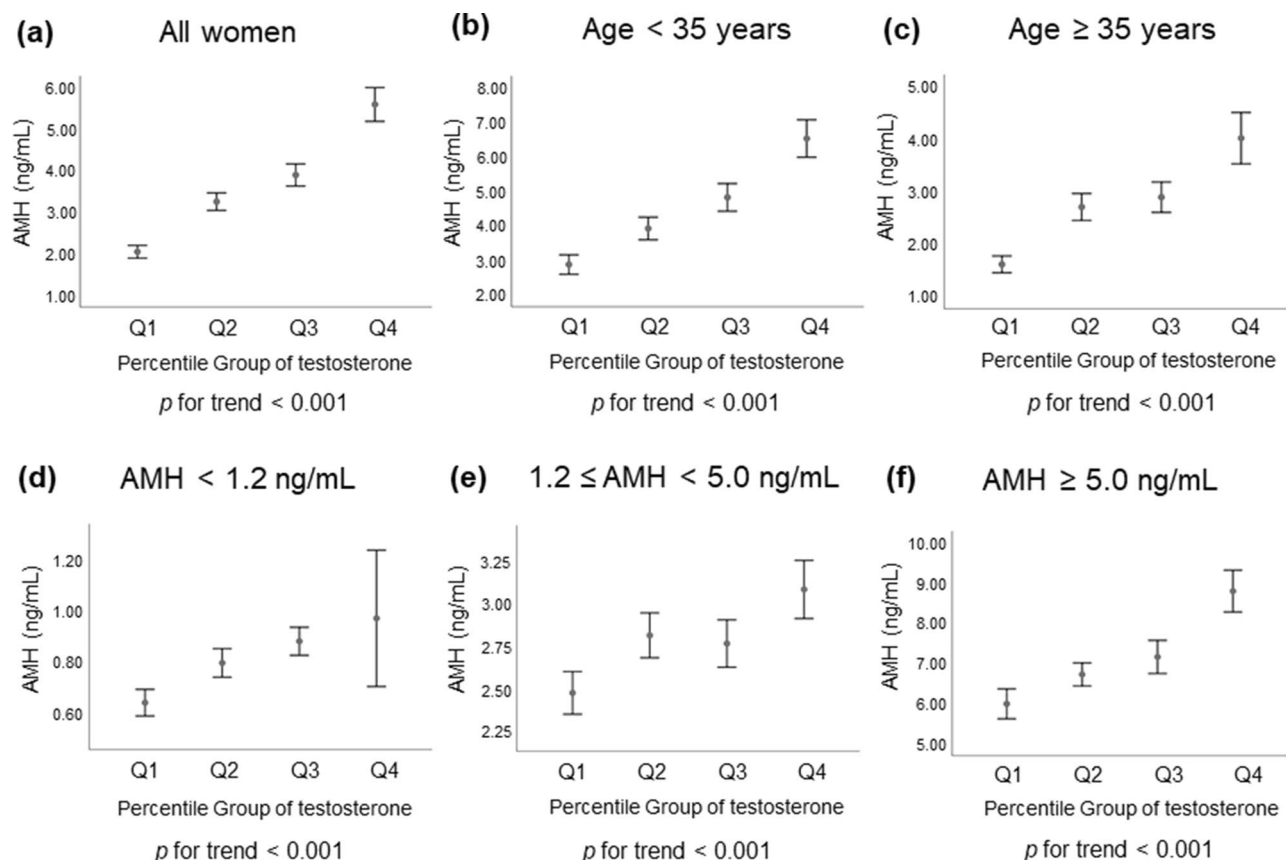 (a) All women
6.00
5.00
4.00
3.00
2.00
1.00
AMH (ng/mL)
Q1 Q2 Q3 Q4
Percentile Group of testosterone
p for trend < 0.001
(b) Age < 35 years
8.00
7.00
6.00
5.00
4.00
3.00
2.00
AMH (ng/mL)
Q1 Q2 Q3 Q4
Percentile Group of testosterone
p for trend < 0.001
(c) Age ≥ 35 years
5.00
4.00
3.00
2.00
1.00
AMH (ng/mL)
Q1 Q2 Q3 Q4
Percentile Group of testosterone
p for trend < 0.001
(d) AMH < 1.2 ng/mL
1.20
1.00
0.80
0.60
AMH (ng/mL)
Q1 Q2 Q3 Q4
Percentile Group of testosterone
p for trend < 0.001
(e) 1.2 ≤ AMH < 5.0 ng/mL
3.25
3.00
2.75
2.50
2.25
AMH (ng/mL)
Q1 Q2 Q3 Q4
Percentile Group of testosterone
p for trend < 0.001
(f) AMH ≥ 5.0 ng/mL
10.00
9.00
8.00
7.00
6.00
5.00
AMH (ng/mL)
Q1 Q2 Q3 Q4
Percentile Group of testosterone
p for trend < 0.001